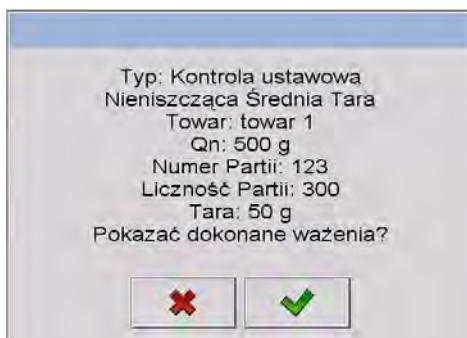 Typ: Kontrola ustawowa
Nieniszcząca Średnia Tara
Towar: towar 1
Qn: 500 g
Numer Partii: 123
Liczność Partii: 300
Tara: 50 g
Pokazać dokonane ważenia?